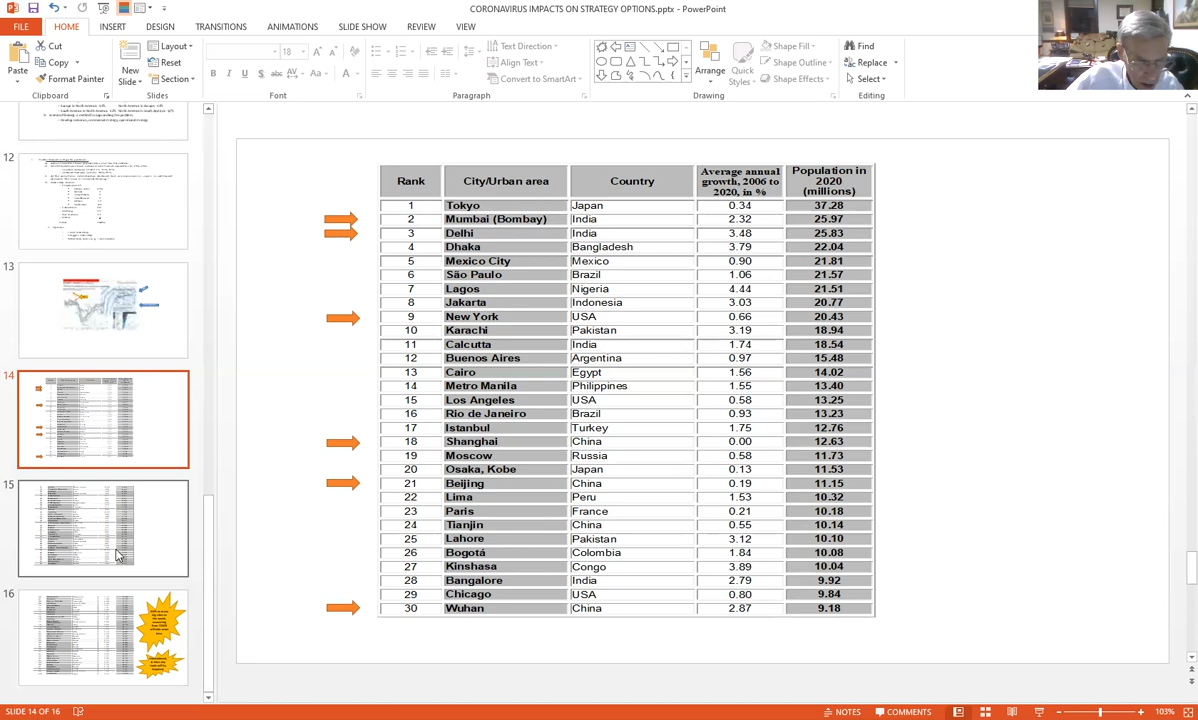 CORONAVIRUS IMPACTS ON STRATEGY OPTIONS.pptx - PowerPoint
FILE HOME INSERT DESIGN TRANSITIONS ANIMATIONS SLIDE SHOW REVIEW VIEW
Paste
Cut
Copy
Format Painter
Clipboard
New
Slide
Layout
Reset
Section
Slides
18
Font
Text Direction
Align Text
Convert to SmartArt
Paragraph
Arrange
Quick
Styles
Shape Fill
Shape Outline
Shape Effects
Drawing
Find
Replace
Select
Editing
12
13
14
15
16
Rank City/Urban area Country Average annual growth, 2006 to 2020, in % Population in 2020 (millions)
1 Tokyo Japan 0.34 37.28
2 Mumbai (Bombay) India 2.32 25.97
3 Delhi India 3.48 25.83
4 Dhaka Bangladesh 3.79 22.04
5 Mexico City Mexico 0.90 21.81
6 São Paulo Brazil 1.06 21.57
7 Lagos Nigeria 4.44 21.51
8 Jakarta Indonesia 3.03 20.77
9 New York USA 0.66 20.43
10 Karachi Pakistan 3.19 18.94
11 Calcutta India 1.74 18.54
12 Buenos Aires Argentina 0.97 15.48
13 Cairo Egypt 1.56 14.02
14 Metro Manila Philippines 1.55 13.40
15 Los Angeles USA 0.58 13.25
16 Rio de Janeiro Brazil 0.93 13.23
17 Istanbul Turkey 1.75 12.76
18 Shanghai China 0.00 12.63
19 Moscow Russia 0.58 11.73
20 Osaka, Kobe Japan 0.13 11.53
21 Beijing China 0.19 11.15
22 Lima Peru 1.53 10.32
23 Paris France 0.21 10.18
24 Tianjin China 0.55 10.14
25 Lahore Pakistan 3.12 10.10
26 Bogotá Colombia 1.84 10.08
27 Kinshasa Congo 3.89 10.04
28 Bangalore India 2.79 9.92
29 Chicago USA 0.80 9.84
30 Wuhan China 2.87 9.18
SLIDE 14 OF 16
NOTES COMMENTS 103%